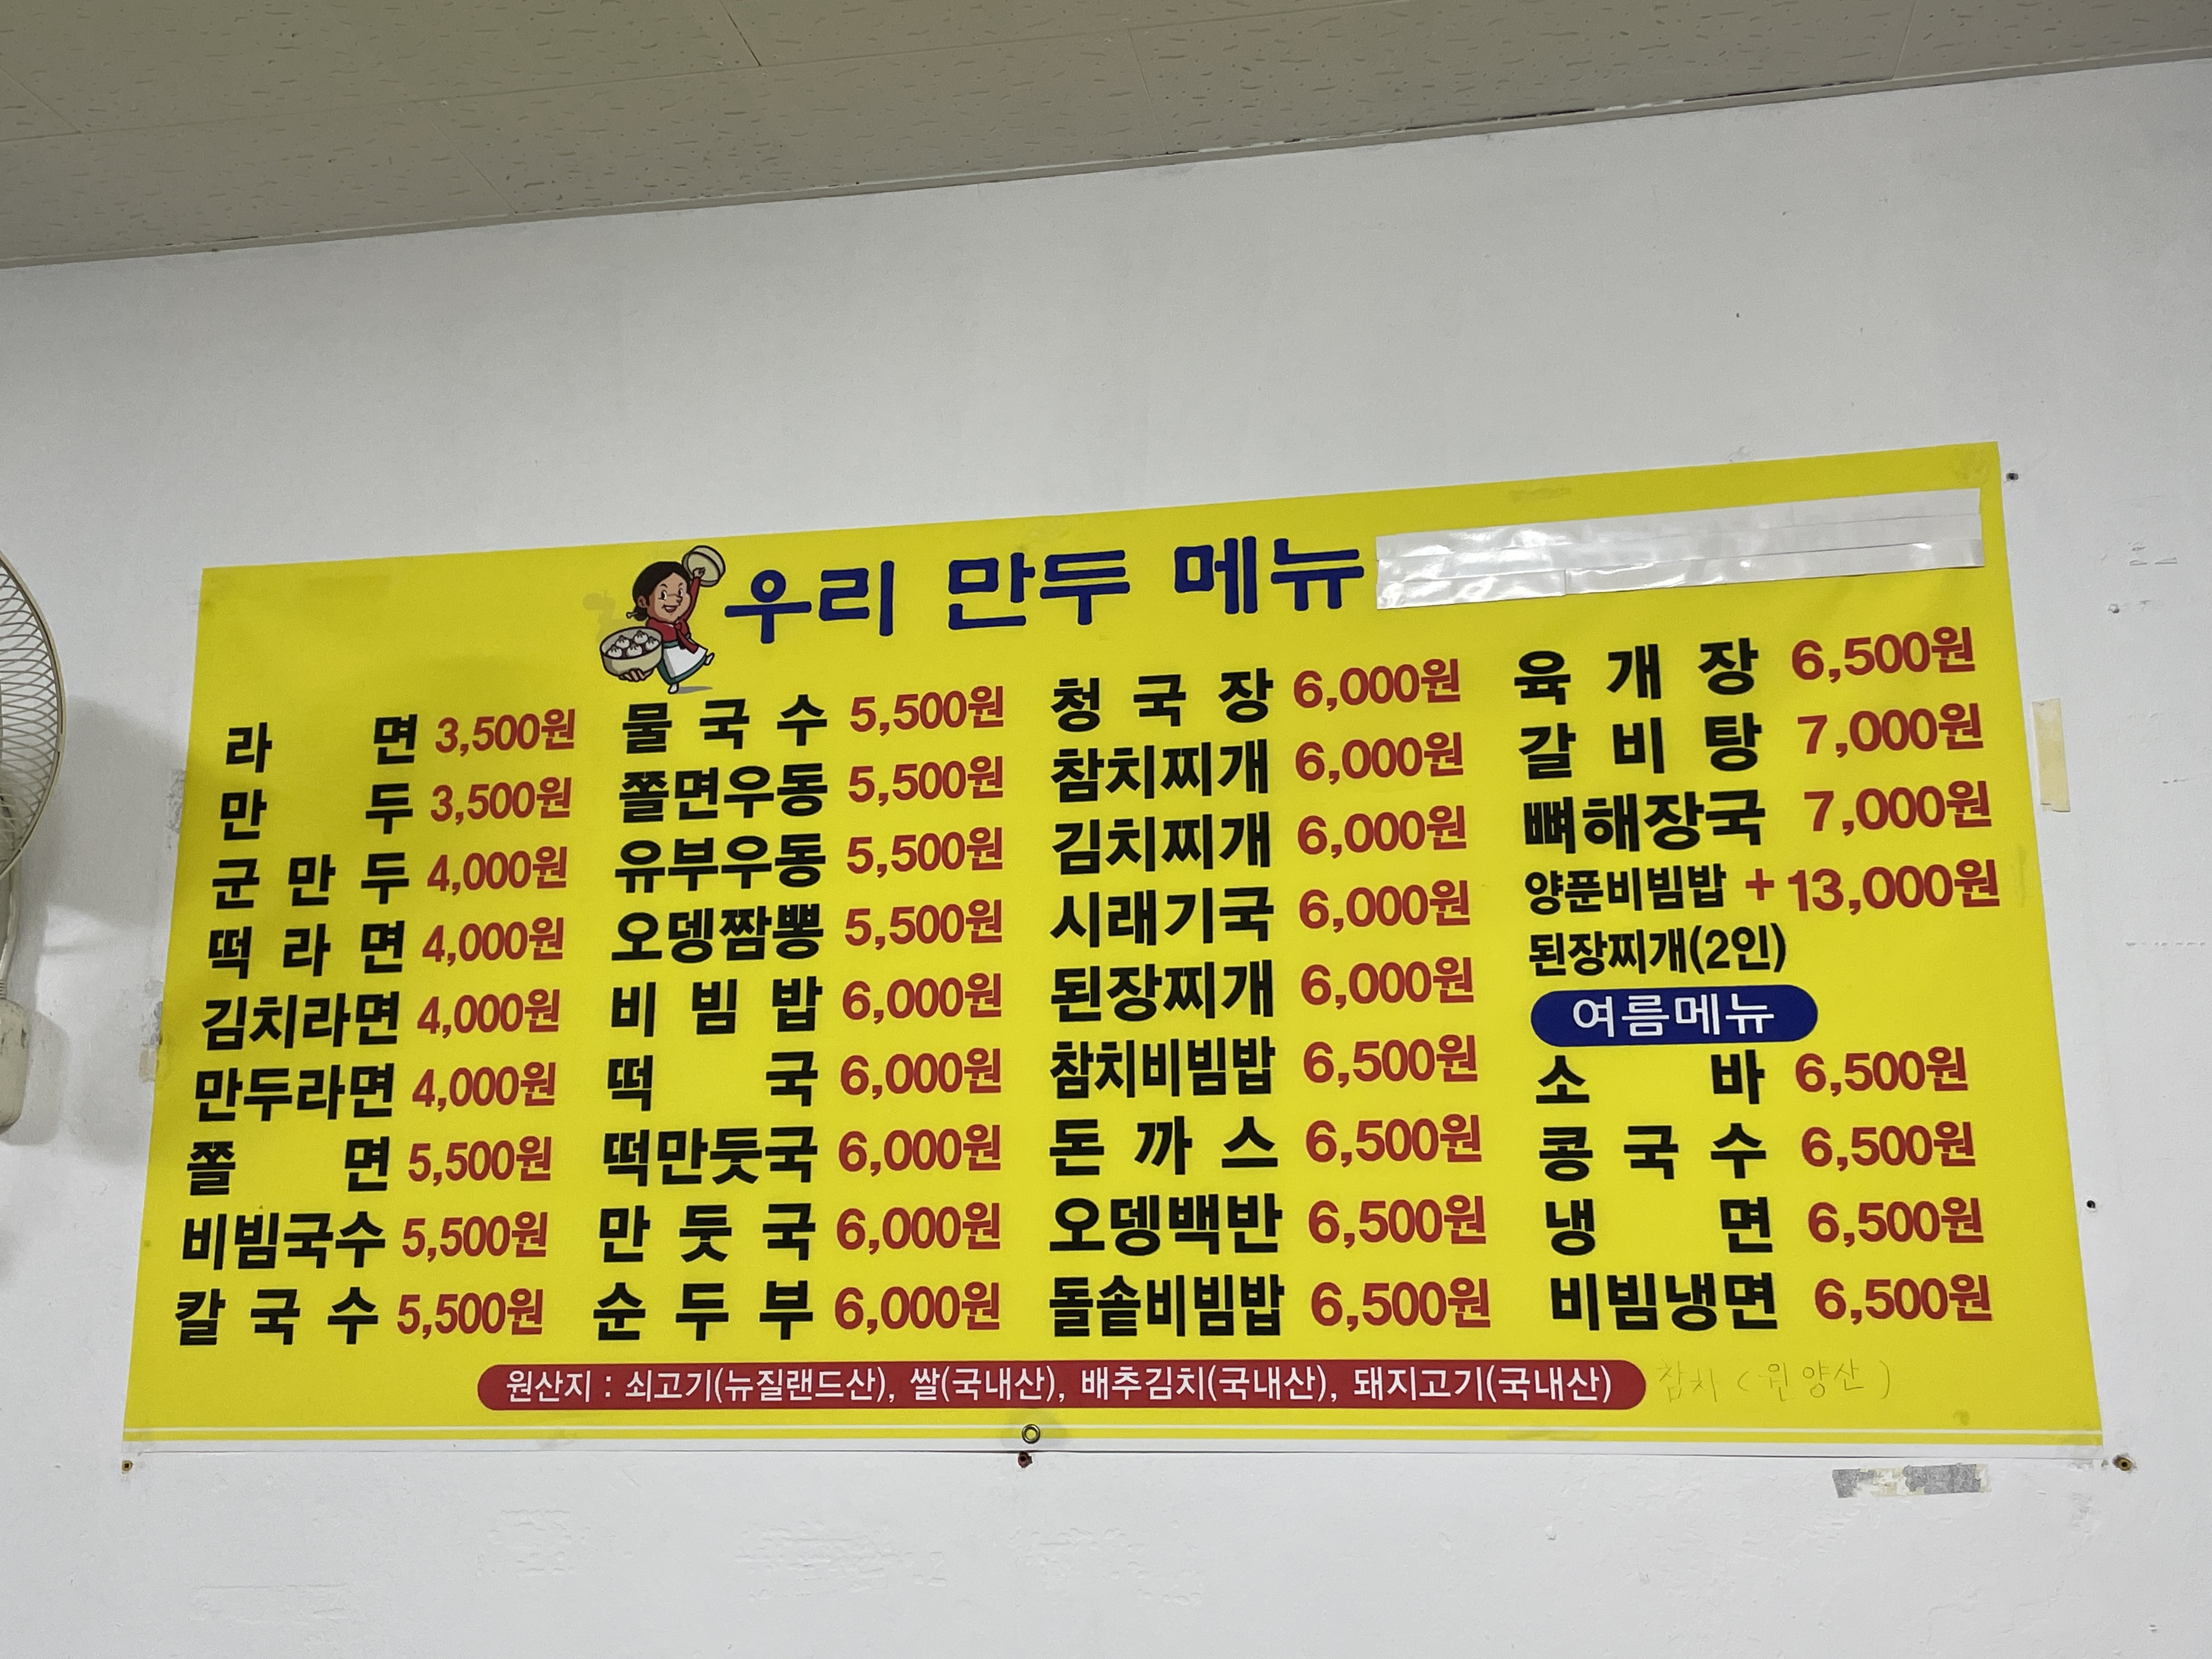 우리 만두 메뉴
라 면 3,500원
만 두 3,500원
군 만 두 4,000원
떡 라 면 4,000원
김치라면 4,000원
만두라면 4,000원
쫄 면 5,500원
비빔국수 5,500원
칼 국 수 5,500원
물 국 수 5,500원
쫄면우동 5,500원
유부우동 5,500원
오뎅짬뽕 5,500원
비 빔 밥 6,000원
떡 국 6,000원
떡만둣국 6,000원
만 둣 국 6,000원
순 두 부 6,000원
청 국 장 6,000원
참치찌개 6,000원
김치찌개 6,000원
시래기국 6,000원
된장찌개 6,000원
참치비빔밥 6,500원
돈 까 스 6,500원
오뎅백반 6,500원
돌솥비빔밥 6,500원
육 개 장 6,500원
갈 비 탕 7,000원
뼈해장국 7,000원
양푼비빔밥 + 13,000원
된장찌개(2인)
여름메뉴
소 바 6,500원
콩 국 수 6,500원
냉 면 6,500원
비빔냉면 6,500원
원산지 : 쇠고기(뉴질랜드산), 쌀(국내산), 배추김치(국내산), 돼지고기(국내산) 참치 (원양산)